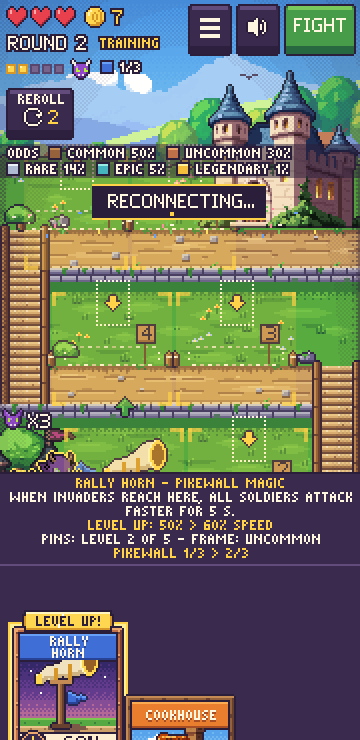 7
FIGHT
ROUND 2 TRAINING
1/3
REROLL
2
ODDS COMMON 50% UNCOMMON 30%
RARE 14% EPIC 5% LEGENDARY 1%
RECONNECTING...
4
3
X3
RALLY HORN - PIKEWALL MAGIC
WHEN INVADERS REACH HERE, ALL SOLDIERS ATTACK
FASTER FOR 5 S.
LEVEL UP: 50% > 60% SPEED
PINS: LEVEL 2 OF 5 - FRAME: UNCOMMON
PIKEWALL 1/3 > 2/3
LEVEL UP!
RALLY
HORN
COOKHOUSE